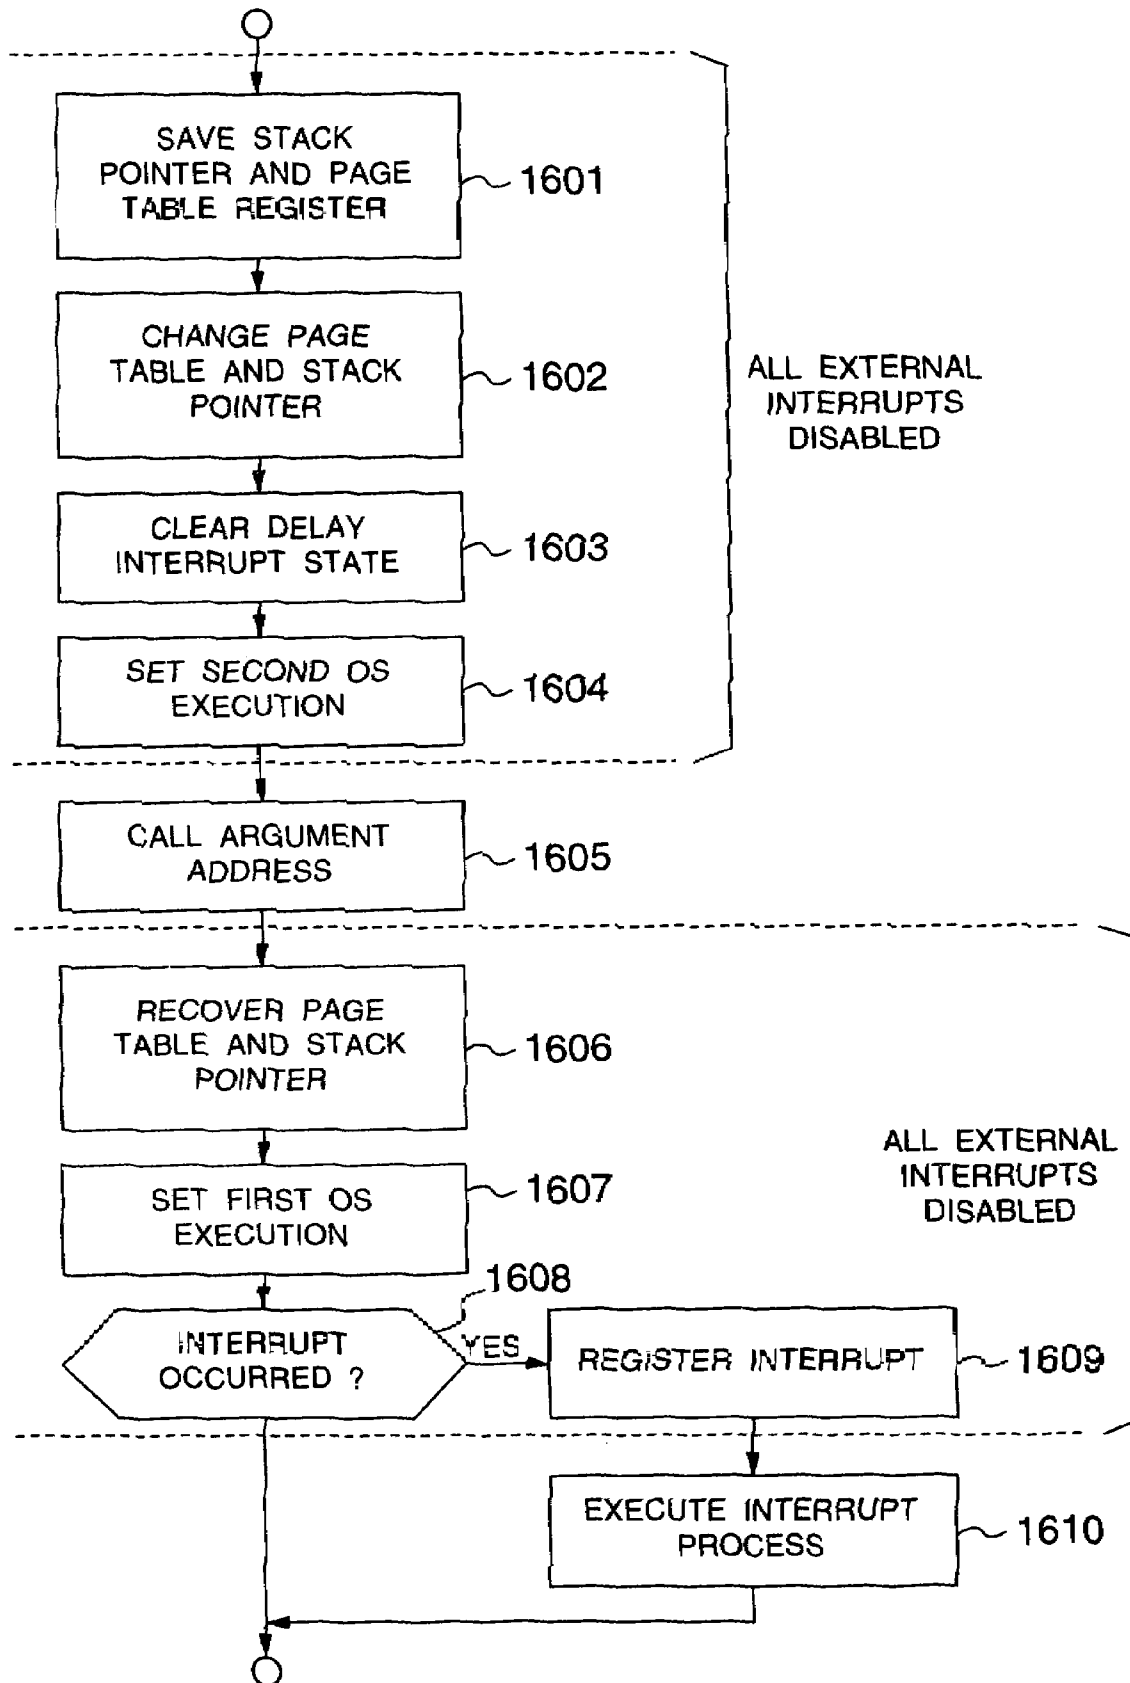 SAVE STACK
POINTER AND PAGE
TABLE REGISTER
1601
CHANGE PAGE
TABLE AND STACK
POINTER
1602
ALL EXTERNAL
INTERRUPTS
DISABLED
CLEAR DELAY
INTERRUPT STATE
1603
SET SECOND OS
EXECUTION
1604
CALL ARGUMENT
ADDRESS
1605
RECOVER PAGE
TABLE AND STACK
POINTER
1606
ALL EXTERNAL
INTERRUPTS
DISABLED
SET FIRST OS
EXECUTION
1607
1608
INTERRUPT
OCCURRED ?
YES
REGISTER INTERRUPT
1609
EXECUTE INTERRUPT
PROCESS
1610